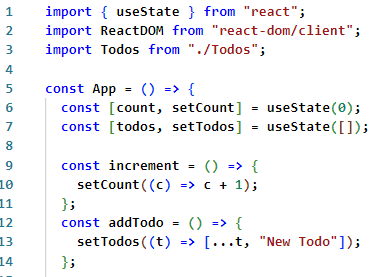 1 import { useState } from "react";
2 import ReactDOM from "react-dom/client";
3 import Todos from "./Todos";
4
5 const App = () => {
6   const [count, setCount] = useState(0);
7   const [todos, setTodos] = useState([]);
8
9   const increment = () => {
10     setCount((c) => c + 1);
11   };
12   const addTodo = () => {
13     setTodos((t) => [...t, "New Todo"]);
14   };
15